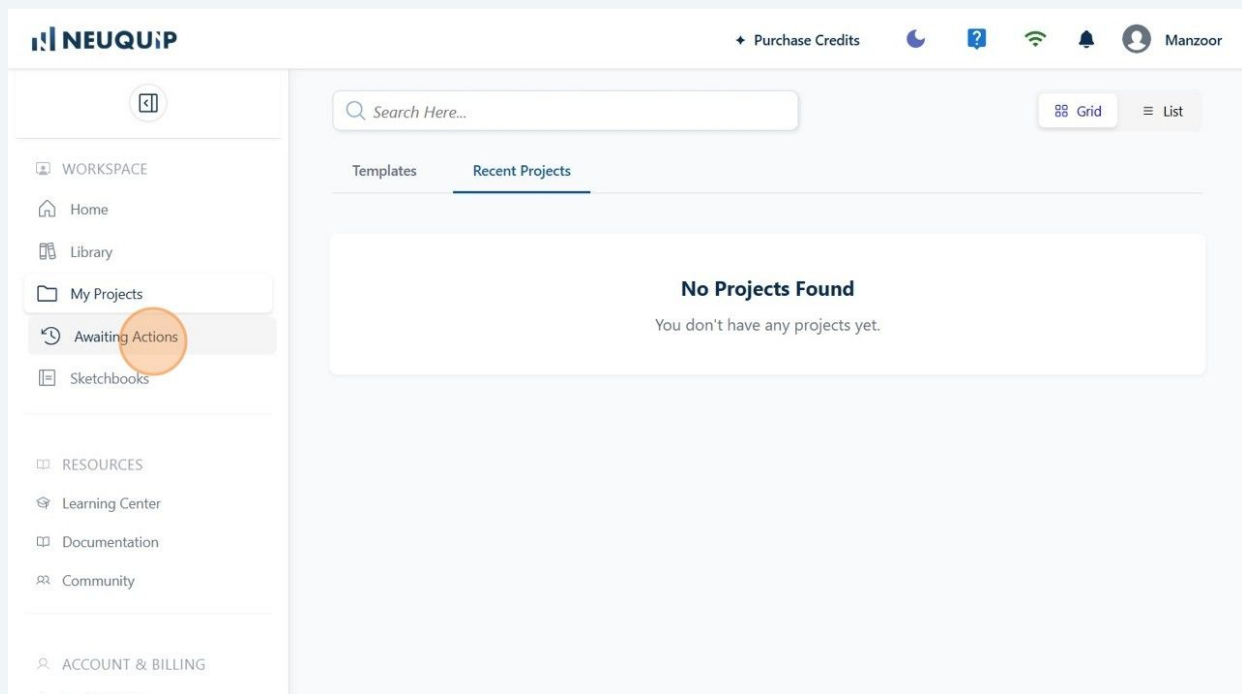 NEUQUIP
Purchase Credits
Manzoor
Search Here...
Grid
List
Templates
Recent Projects
No Projects Found
You don't have any projects yet.
WORKSPACE
Home
Library
My Projects
Awaiting Actions
Sketchbooks
RESOURCES
Learning Center
Documentation
Community
ACCOUNT & BILLING